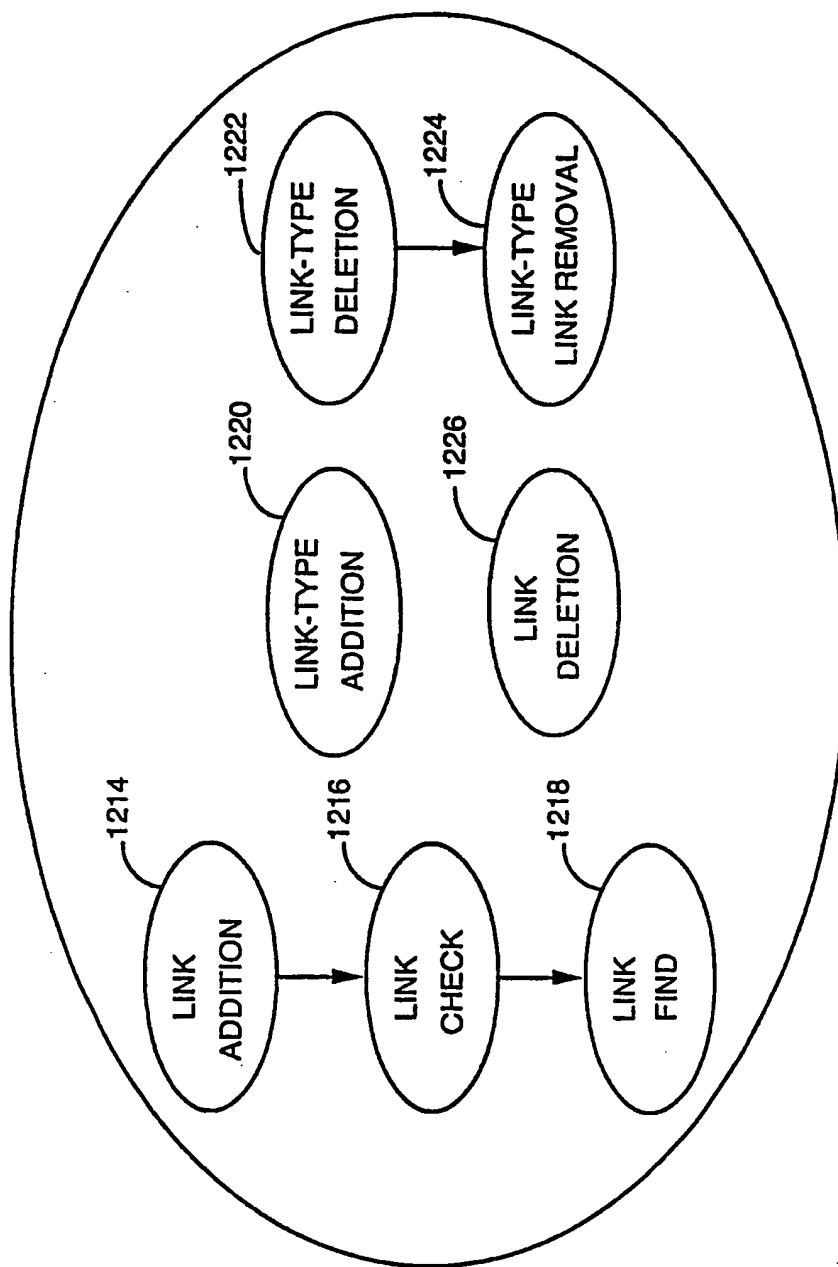 1214
LINK
ADDITION
1216
LINK
CHECK
1218
LINK
FIND
1220
LINK-TYPE
ADDITION
1226
LINK
DELETION
1222
LINK-TYPE
DELETION
1224
LINK-TYPE
LINK REMOVAL